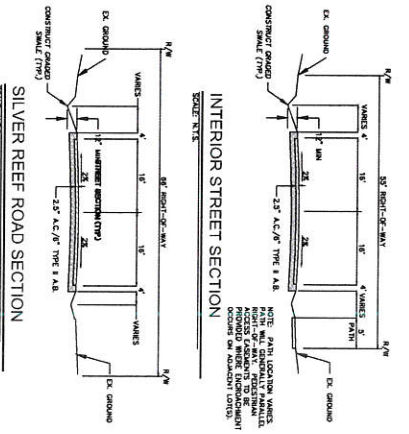 R/W
55' RIGHT-OF-WAY
R/W
VARIES
4'
16'
16'
4'
VARIES
5'
PATH
EX. GROUND
12" MIN
2%
2%
EX. GROUND
2.5" A.C./6" TYPE II A.B.
CONSTRUCT GRADED
SWALE (TYP.)
NOTE: PATH LOCATION VARIES.
PATH WILL GENERALLY PARALLEL
RIGHT-OF-WAY. PEDESTRIAN
ACCESS EASEMENTS TO BE
PROVIDED WHERE ENCROACHMENT
OCCURS ON ADJACENT LOT(S).
INTERIOR STREET SECTION
SCALE: N.T.S.
R/W
66' RIGHT-OF-WAY
R/W
VARIES
4'
16'
16'
4'
VARIES
EX. GROUND
12" MIN
STREET SECTION (TYP)
2%
2%
EX. GROUND
2.5" A.C./6" TYPE II A.B.
CONSTRUCT GRADED
SWALE (TYP.)
SILVER REEF ROAD SECTION